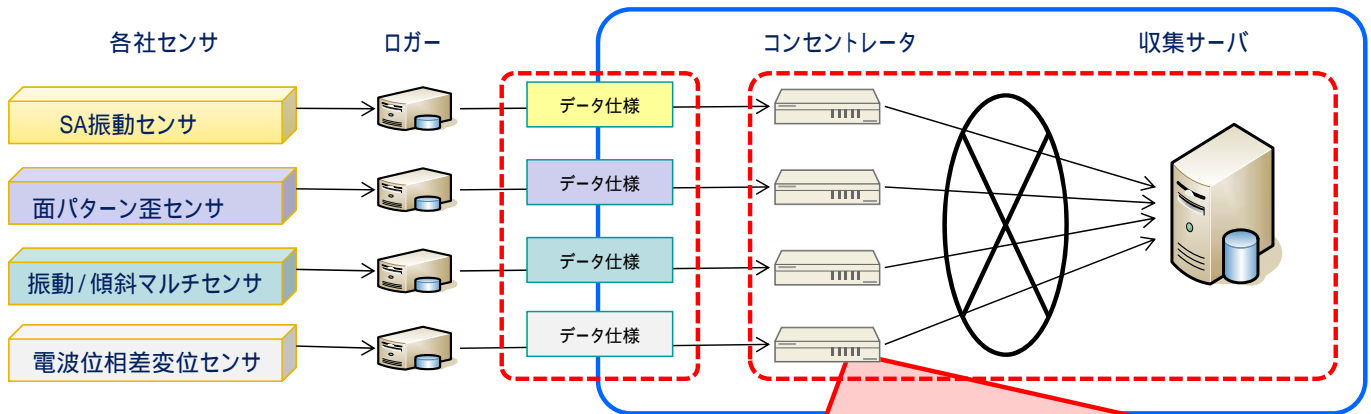 各社センサ
ロガー
コンセントレータ
収集サーバ
SA振動センサ
データ仕様
面パターン歪センサ
データ仕様
振動/傾斜マルチセンサ
データ仕様
電波位相差変位センサ
データ仕様